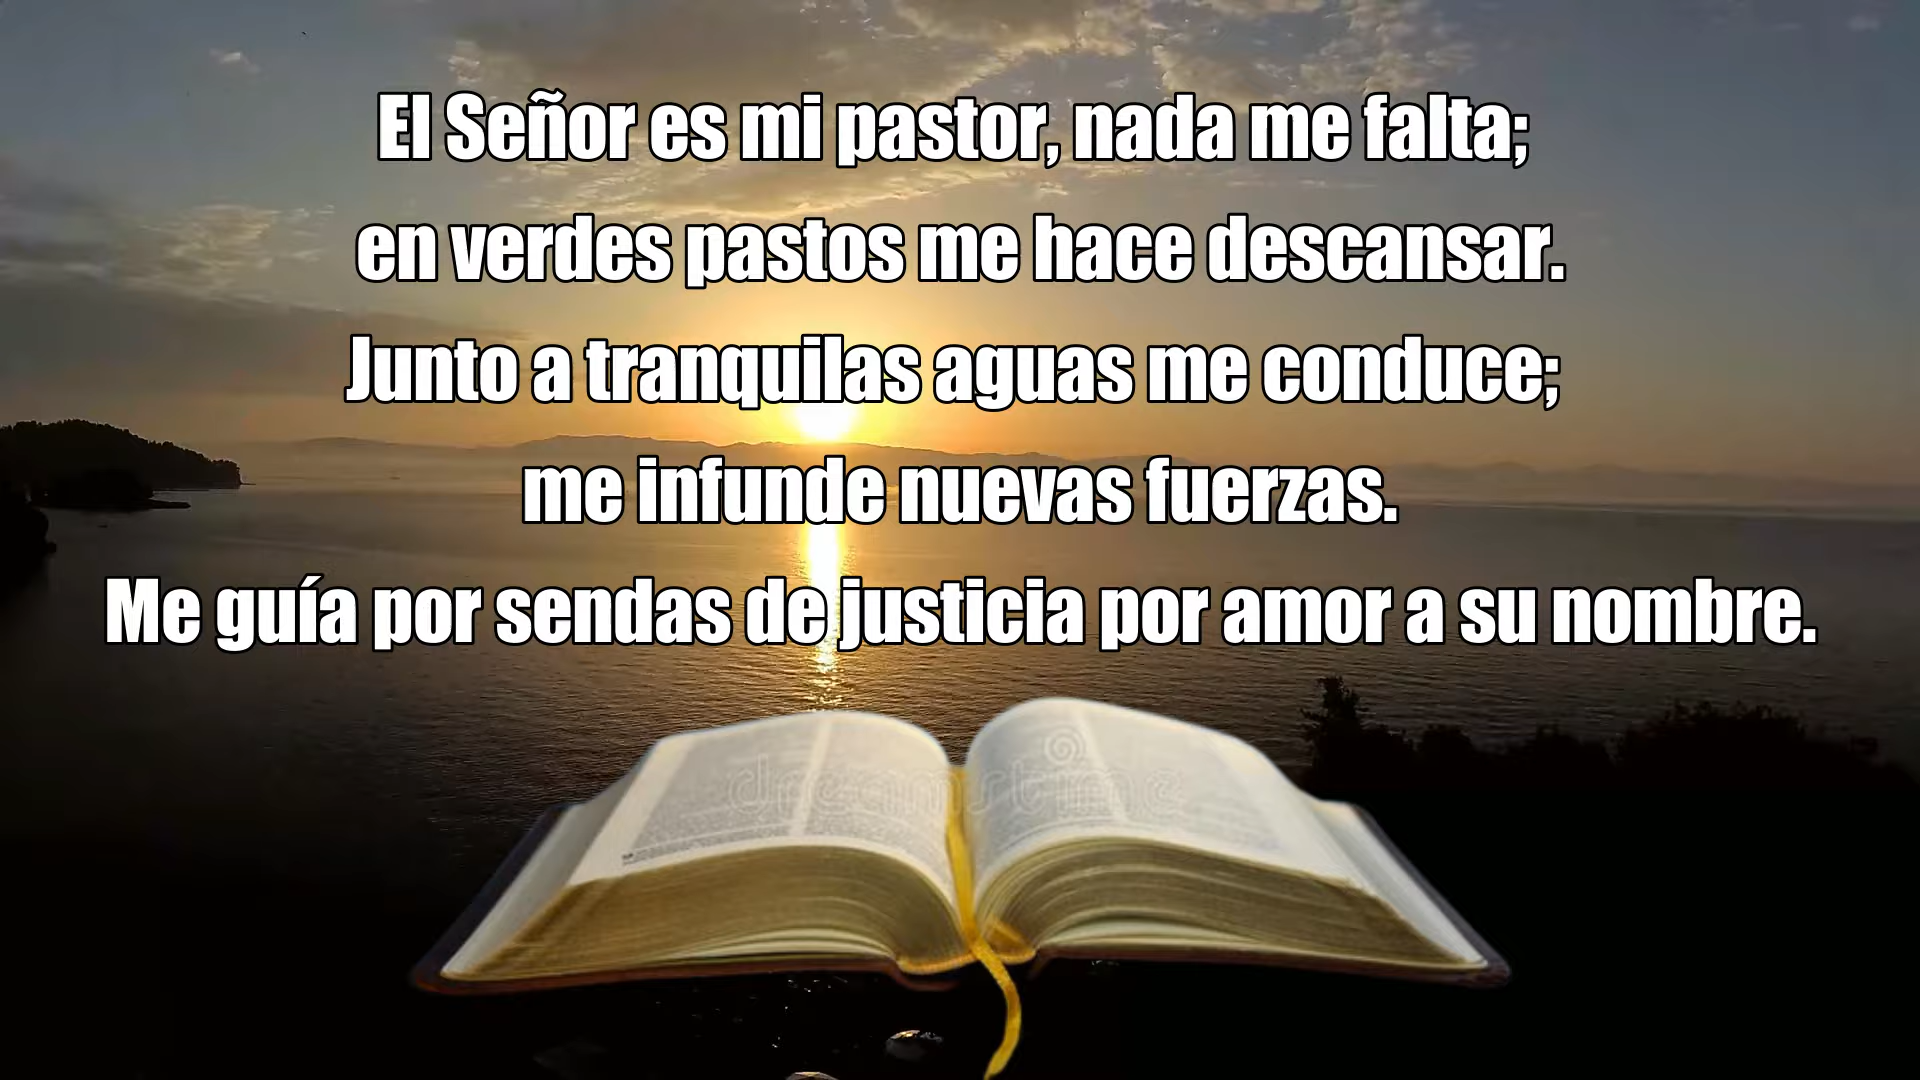 El Señor es mi pastor, nada me falta;
en verdes pastos me hace descansar.
Junto a tranquilas aguas me conduce;
me infunde nuevas fuerzas.
Me guía por sendas de justicia por amor a su nombre.
dreamstime